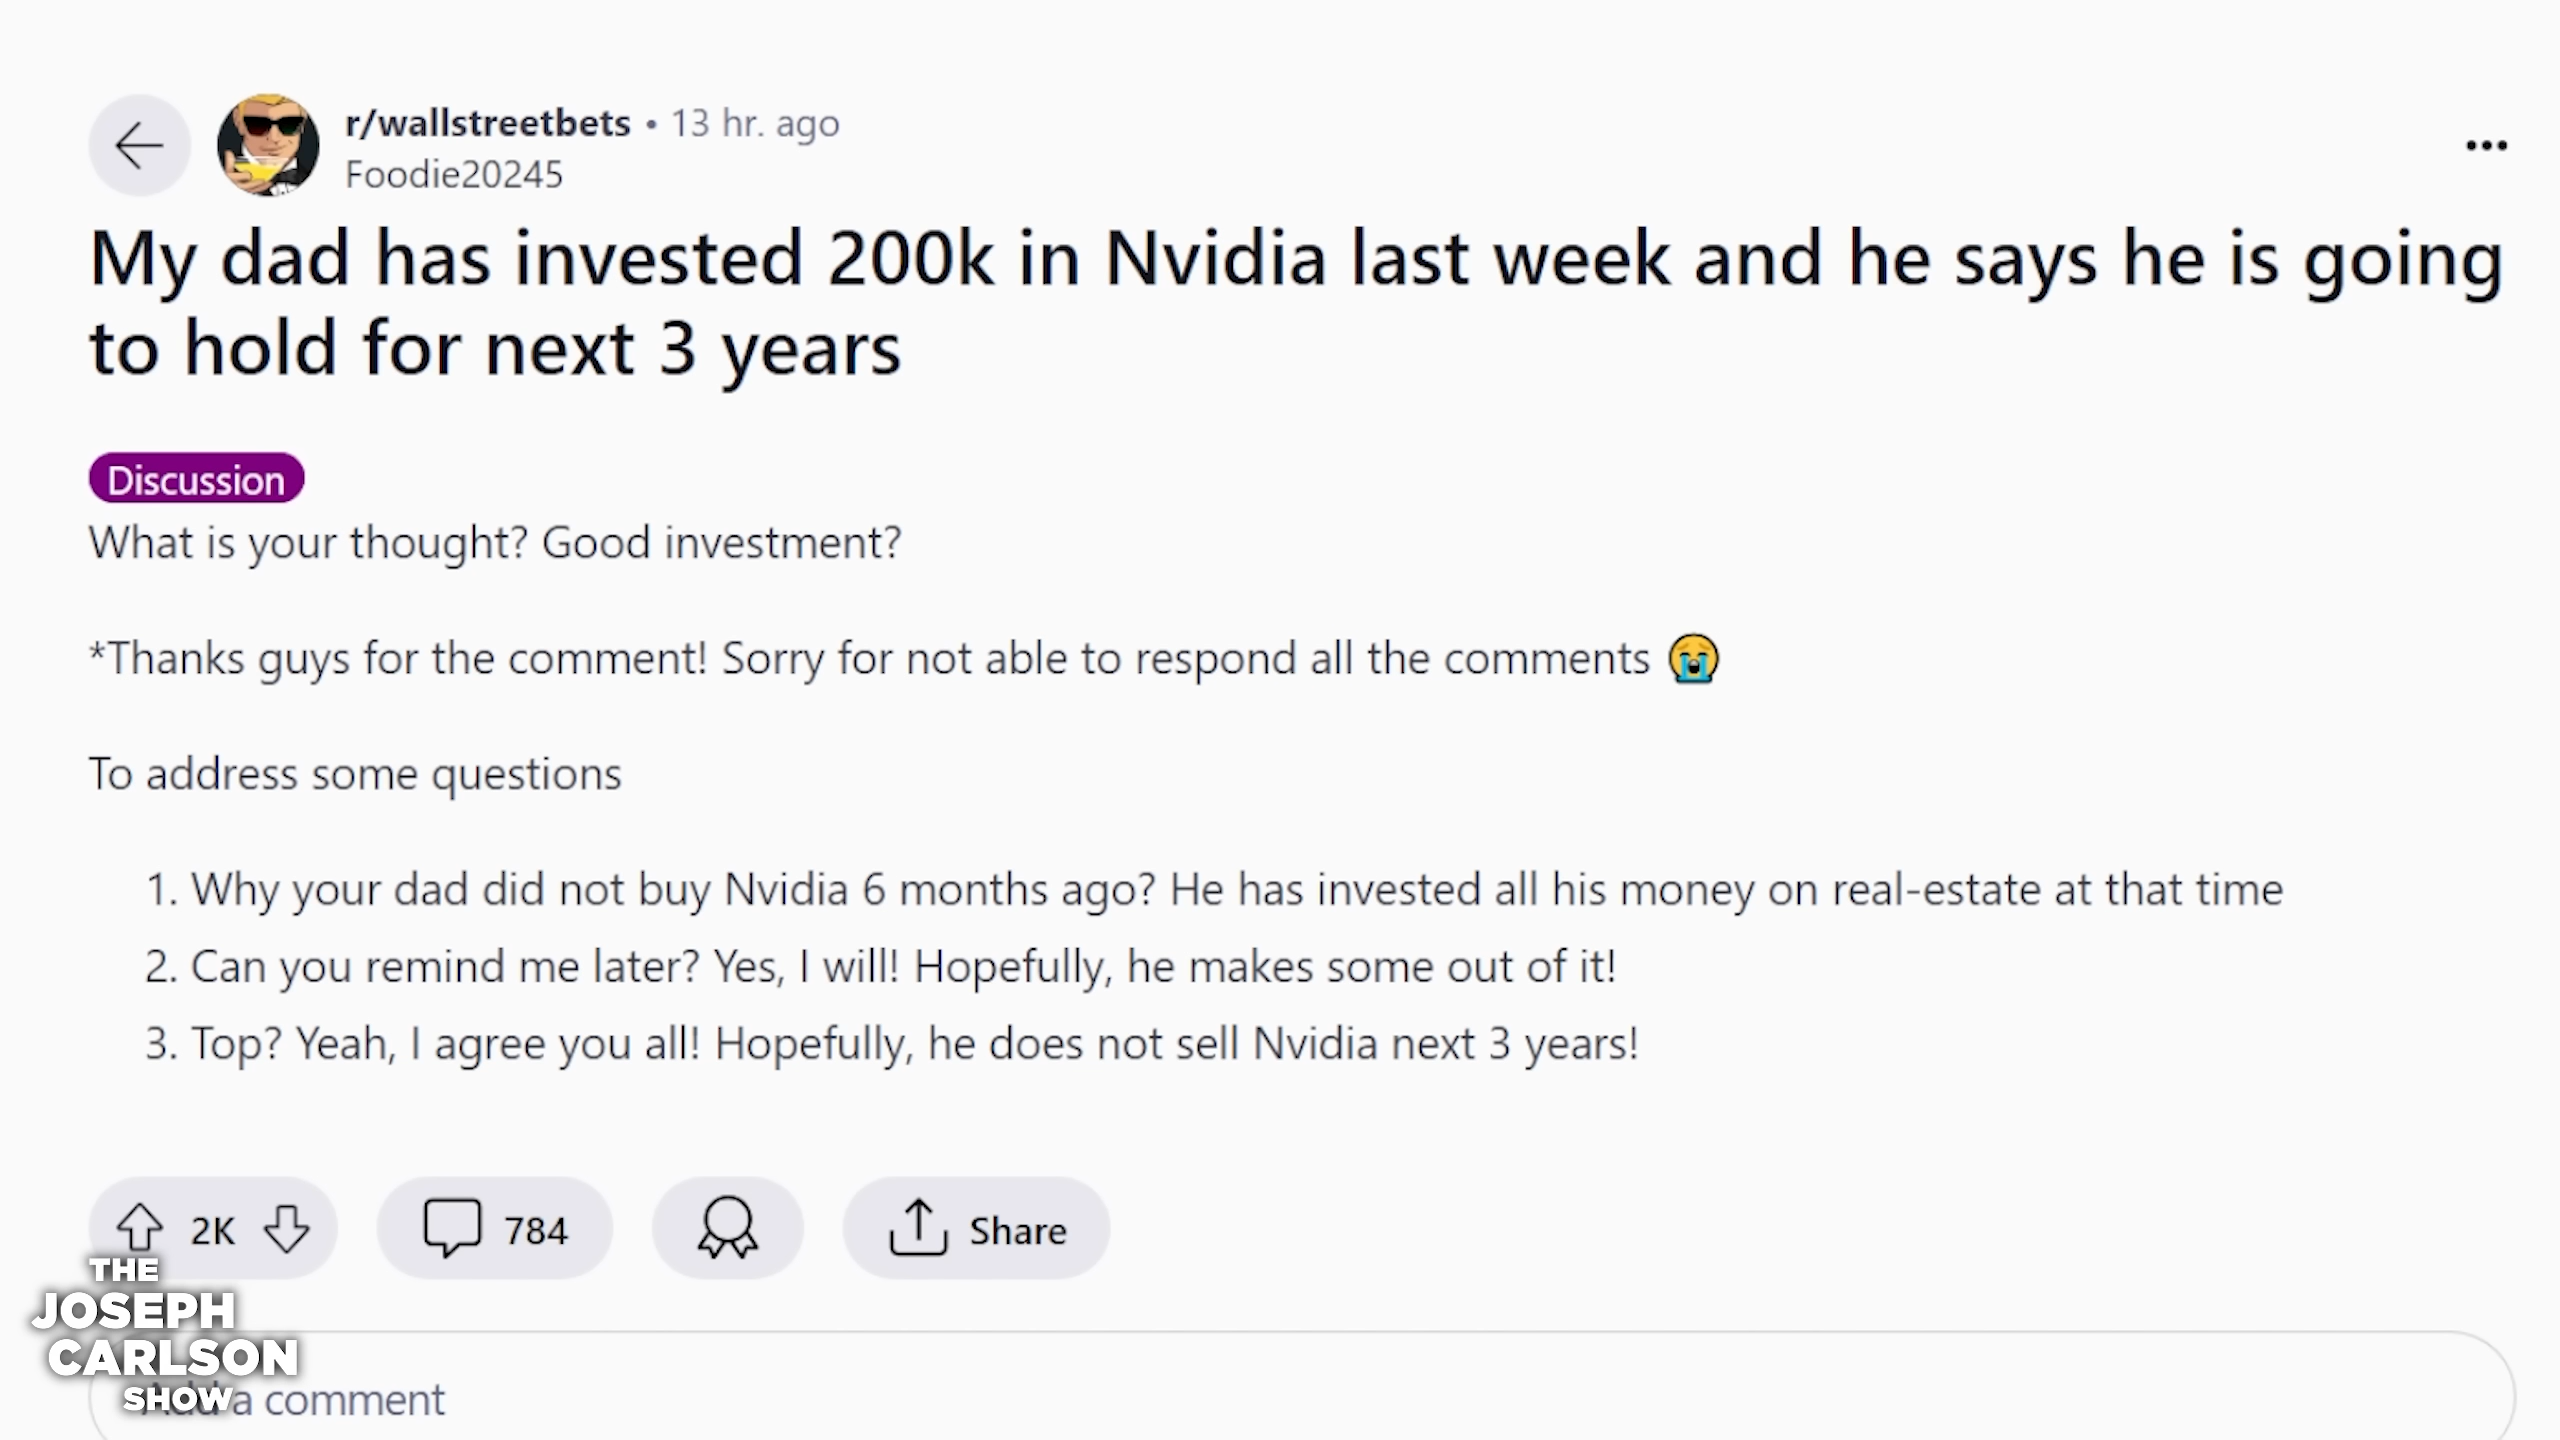 r/wallstreetbets • 13 hr. ago
Foodie20245
My dad has invested 200k in Nvidia last week and he says he is going
to hold for next 3 years
Discussion
What is your thought? Good investment?
*Thanks guys for the comment! Sorry for not able to respond all the comments 😭
To address some questions
1. Why your dad did not buy Nvidia 6 months ago? He has invested all his money on real-estate at that time
2. Can you remind me later? Yes, I will! Hopefully, he makes some out of it!
3. Top? Yeah, I agree you all! Hopefully, he does not sell Nvidia next 3 years!
2K 784 Share
THE
JOSEPH
CARLSON
SHOW
Add a comment